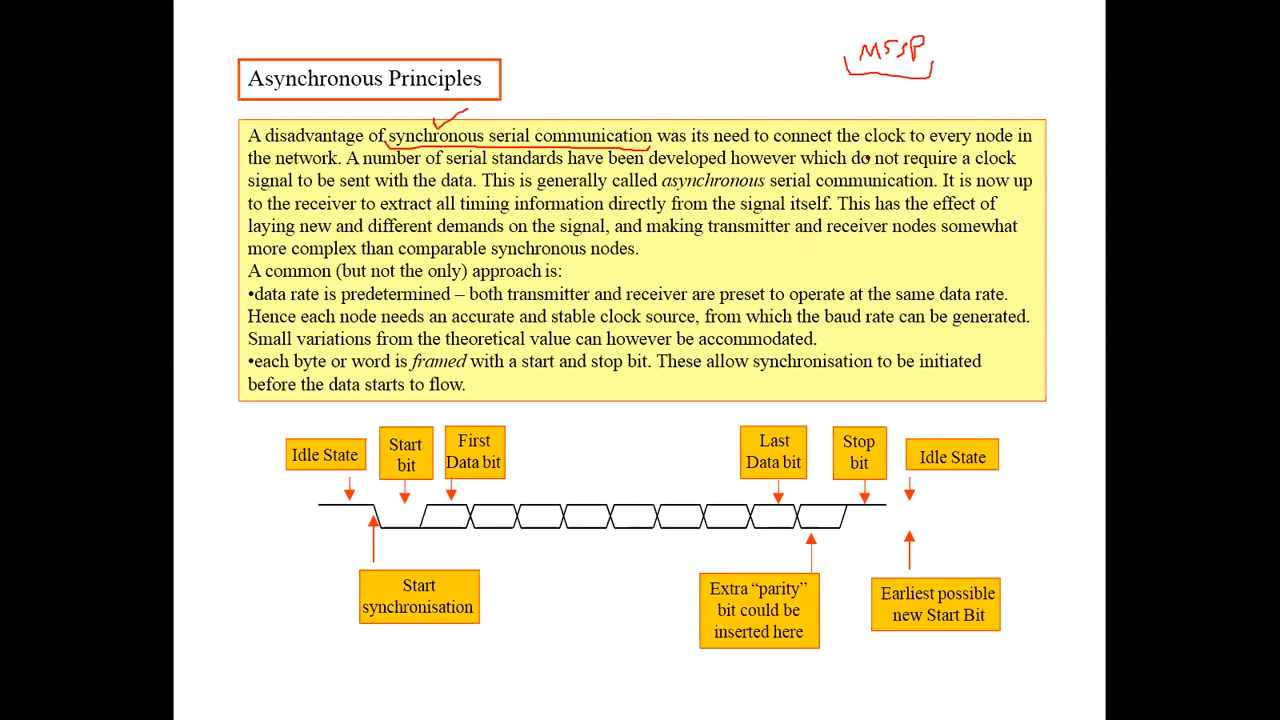 MSSP
Asynchronous Principles
A disadvantage of synchronous serial communication was its need to connect the clock to every node in
the network. A number of serial standards have been developed however which do not require a clock
signal to be sent with the data. This is generally called asynchronous serial communication. It is now up
to the receiver to extract all timing information directly from the signal itself. This has the effect of
laying new and different demands on the signal, and making transmitter and receiver nodes somewhat
more complex than comparable synchronous nodes.
A common (but not the only) approach is:
•data rate is predetermined – both transmitter and receiver are preset to operate at the same data rate.
Hence each node needs an accurate and stable clock source, from which the baud rate can be generated.
Small variations from the theoretical value can however be accommodated.
•each byte or word is framed with a start and stop bit. These allow synchronisation to be initiated
before the data starts to flow.
Idle State
Start
bit
First
Data bit
Last
Data bit
Stop
bit
Idle State
Start
synchronisation
Extra “parity”
bit could be
inserted here
Earliest possible
new Start Bit